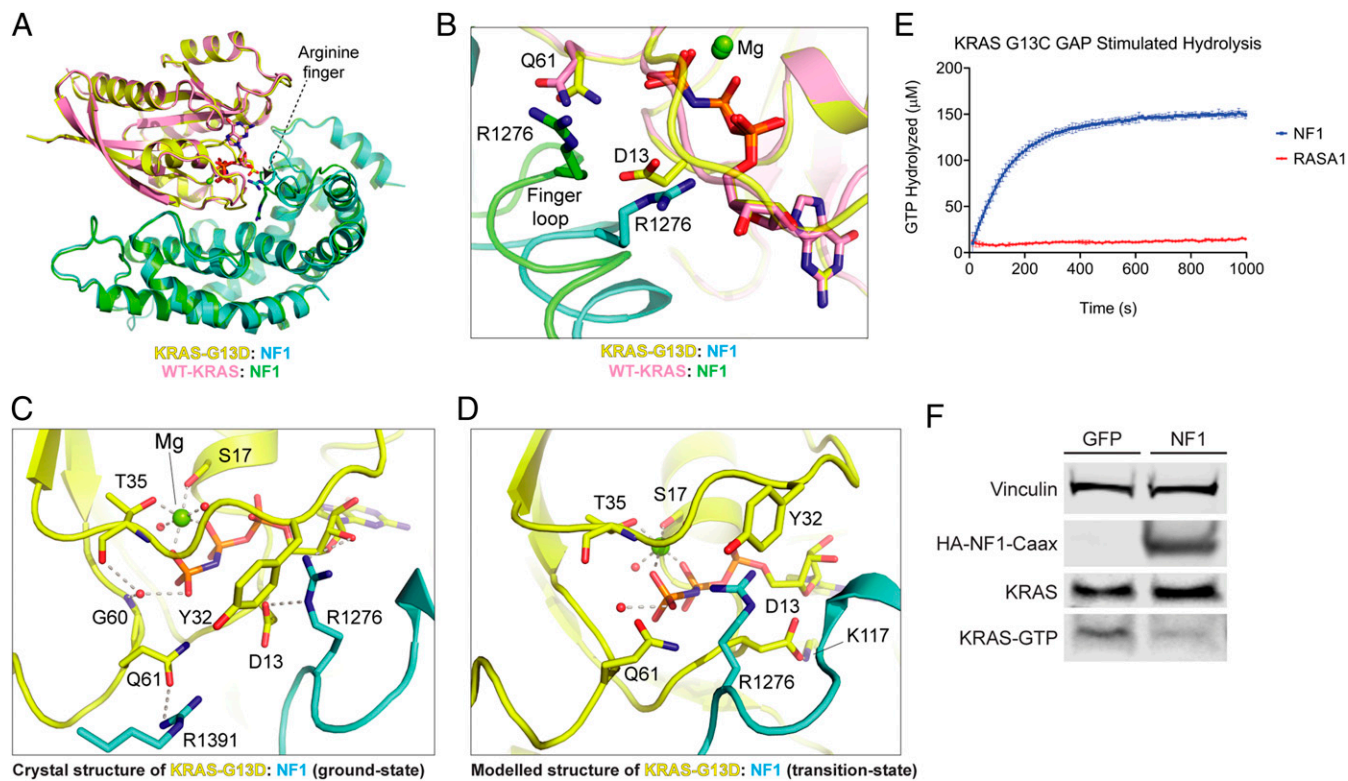 A
Arginine
finger
KRAS-G13D: NF1
WT-KRAS: NF1
B
Mg
Q61
R1276
D13
Finger
loop
R1276
KRAS-G13D: NF1
WT-KRAS: NF1
E
KRAS G13C GAP Stimulated Hydrolysis
GTP Hydrolyzed (μM)
200
150
100
50
0
0
200
400
600
800
1000
Time (s)
NF1
RASA1
C
Mg
S17
T35
G60
Y32
R1276
D13
Q61
R1391
Crystal structure of KRAS-G13D: NF1 (ground-state)
D
T35
S17
Y32
D13
K117
Q61
R1276
Modelled structure of KRAS-G13D: NF1 (transition-state)
F
GFP NF1
Vinculin
HA-NF1-Caax
KRAS
KRAS-GTP